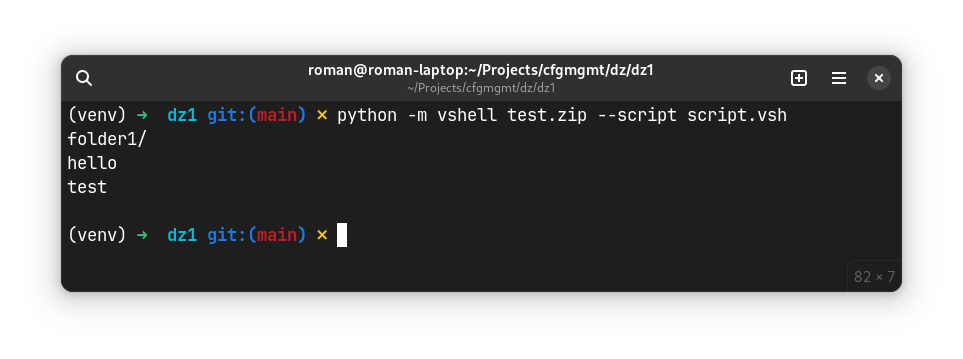 roman@roman-laptop:~/Projects/cfgmgmt/dz/dz1
~/Projects/cfgmgmt/dz/dz1
(venv) → dz1 git:(main) × python -m vshell test.zip --script script.vsh
folder1/
hello
test
(venv) → dz1 git:(main) ×
82 × 7